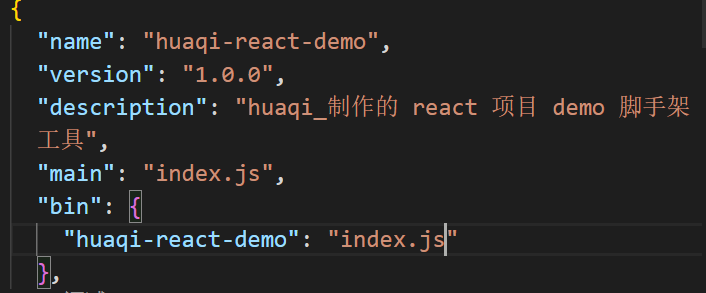 {
"name": "huaqi-react-demo",
"version": "1.0.0",
"description": "huaqi_制作的 react 项目 demo 脚手架
工具",
"main": "index.js",
"bin": {
"huaqi-react-demo": "index.js"
},